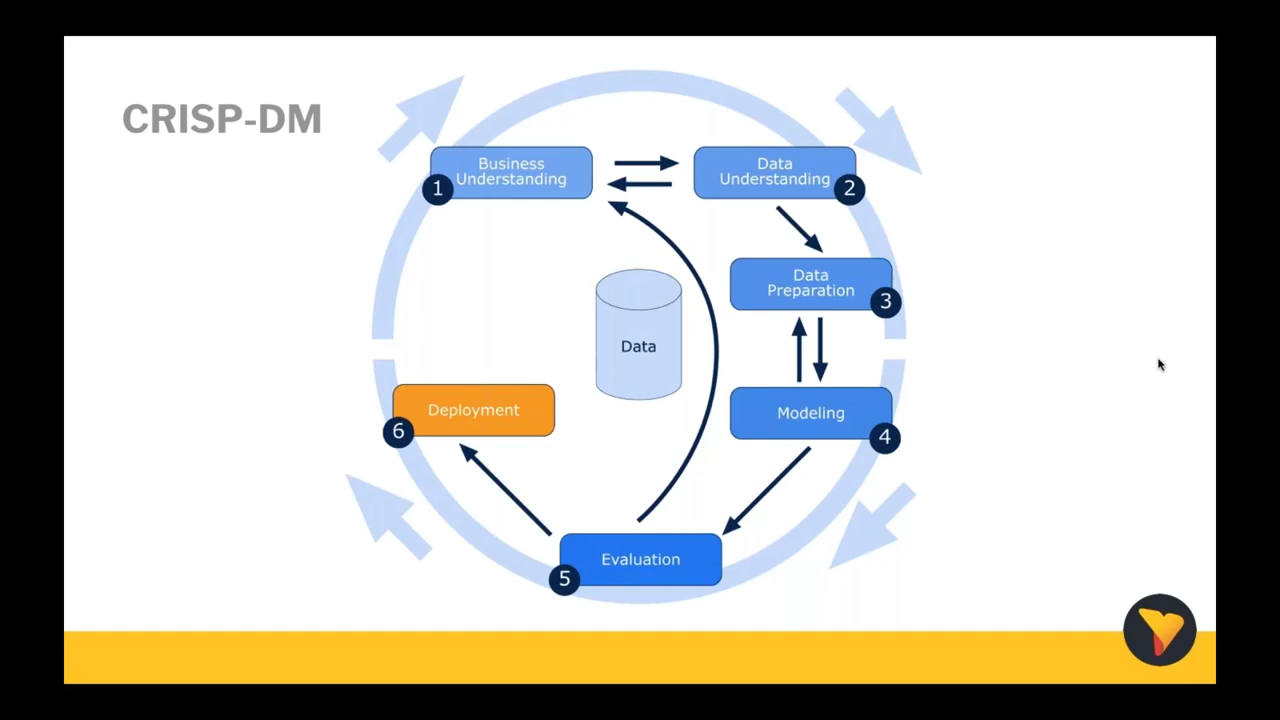 CRISP-DM
Business
Understanding
1
Data
Understanding
2
Data
Preparation
3
Data
Modeling
4
Deployment
6
Evaluation
5